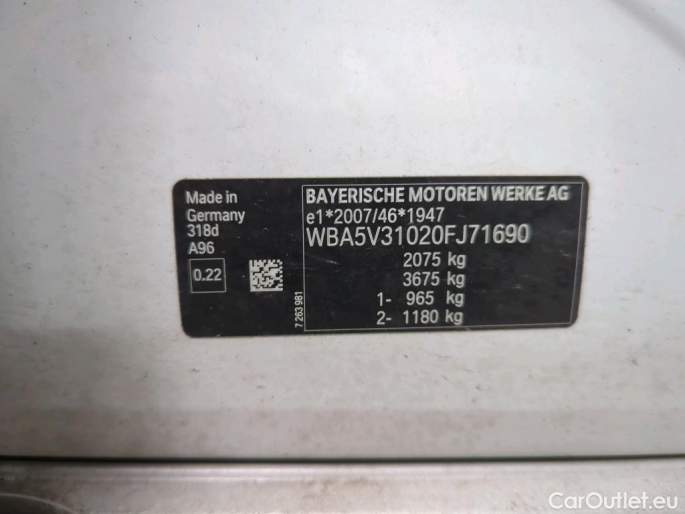 Made in
Germany
318d
A96
0.22
7 263 981
BAYERISCHE MOTOREN WERKE AG
e1*2007/46*1947
WBA5V31020FJ71690
2075 kg
3675 kg
1- 965 kg
2- 1180 kg
CarOutlet.eu